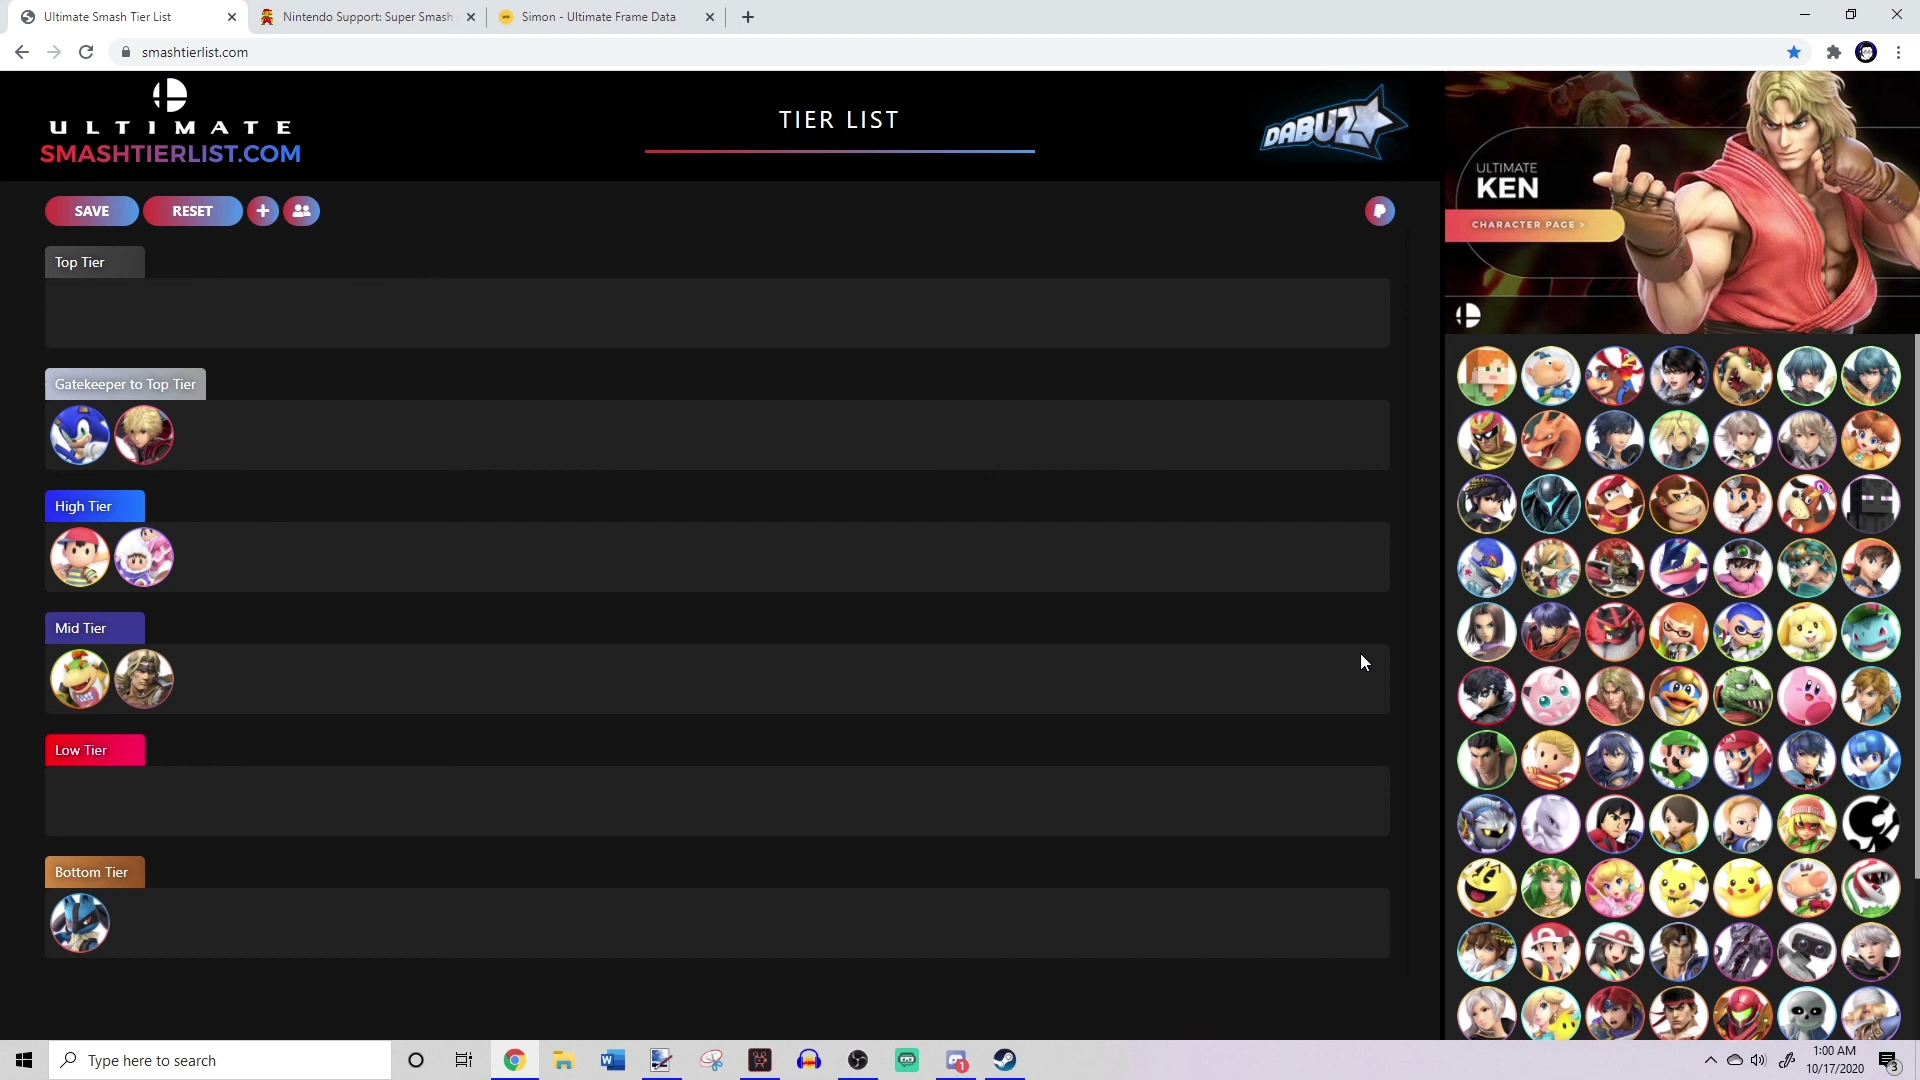 Ultimate Smash Tier List
Nintendo Support: Super Smash
Simon - Ultimate Frame Data
smashtierlist.com
ULTIMATE
SMASHTIERLIST.COM
TIER LIST
DABUZ
ULTIMATE
KEN
CHARACTER PAGE >
SAVE
RESET
Top Tier
Gatekeeper to Top Tier
High Tier
Mid Tier
Low Tier
Bottom Tier
Type here to search
1
1:00 AM
10/17/2020
3